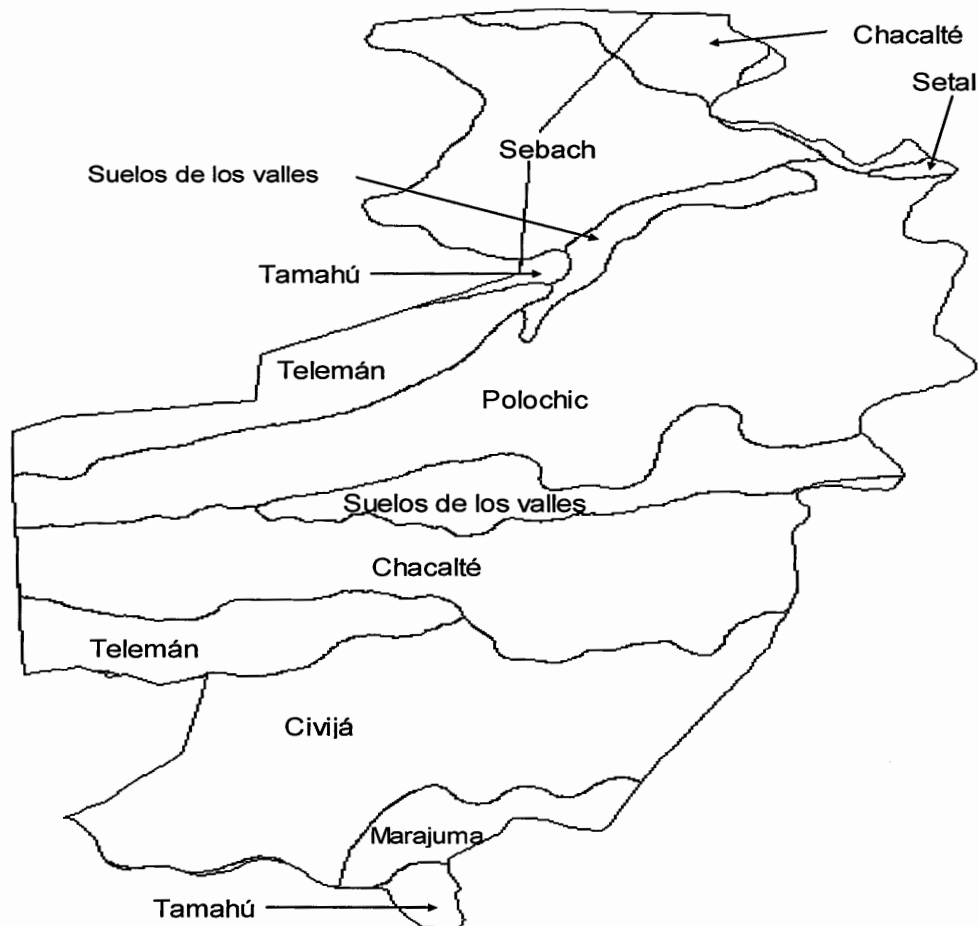 Chacalté
Setal
Sebach
Suelos de los valles
Tamahú
Telemán
Polochic
Suelos de los valles
Chacalté
Telemán
Civijá
Marajuma
Tamahú